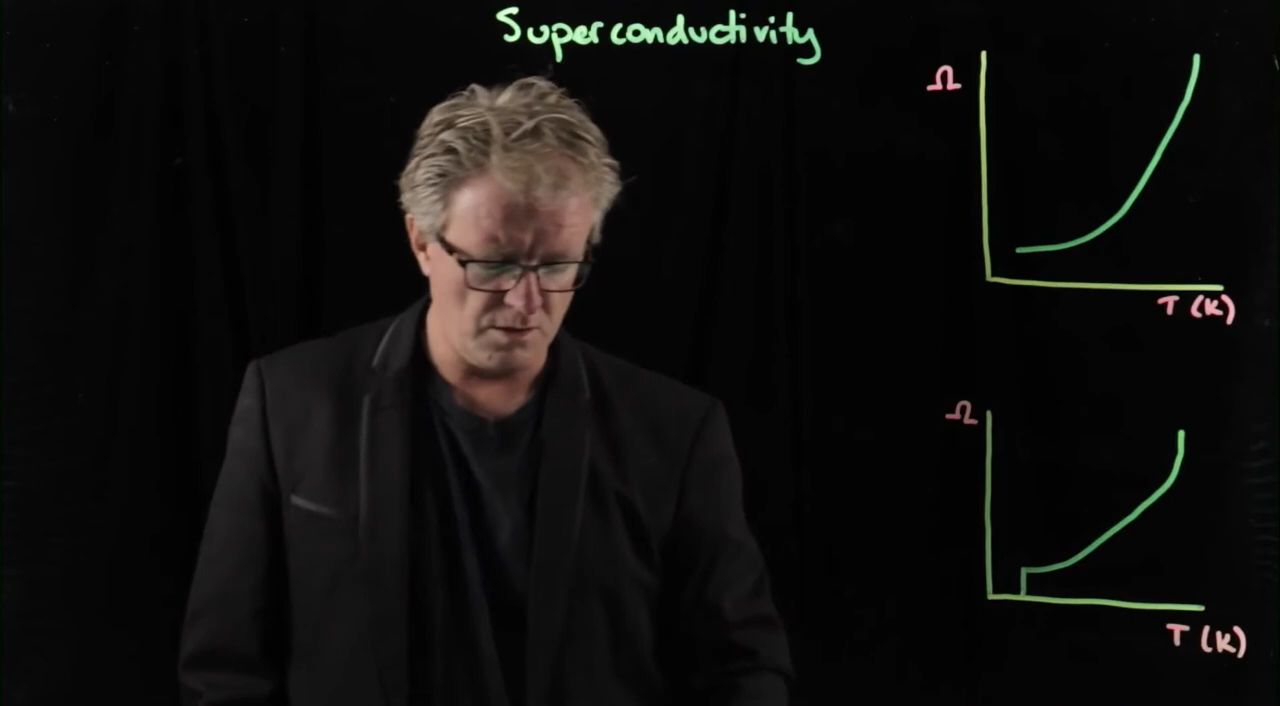 Superconductivity
Ω
T (K)
Ω
T (K)